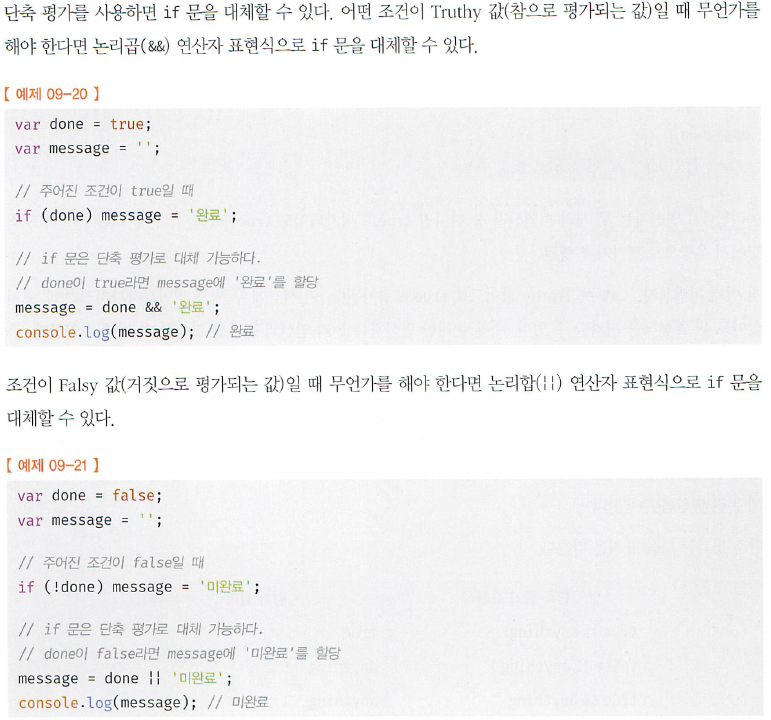 단축 평가를 사용하면 if 문을 대체할 수 있다. 어떤 조건이 Truthy 값(참으로 평가되는 값)일 때 무언가를
해야 한다면 논리곱(&&) 연산자 표현식으로 if 문을 대체할 수 있다.
【 예제 09-20 】
var done = true;
var message = '';
// 주어진 조건이 true일 때
if (done) message = '완료';
// if 문은 단축 평가로 대체 가능하다.
// done이 true라면 message에 '완료'를 할당
message = done && '완료';
console.log(message); // 완료
조건이 Falsy 값(거짓으로 평가되는 값)일 때 무언가를 해야 한다면 논리합(||) 연산자 표현식으로 if 문을
대체할 수 있다.
【 예제 09-21 】
var done = false;
var message = '';
// 주어진 조건이 false일 때
if (!done) message = '미완료';
// if 문은 단축 평가로 대체 가능하다.
// done이 false라면 message에 '미완료'를 할당
message = done || '미완료';
console.log(message); // 미완료